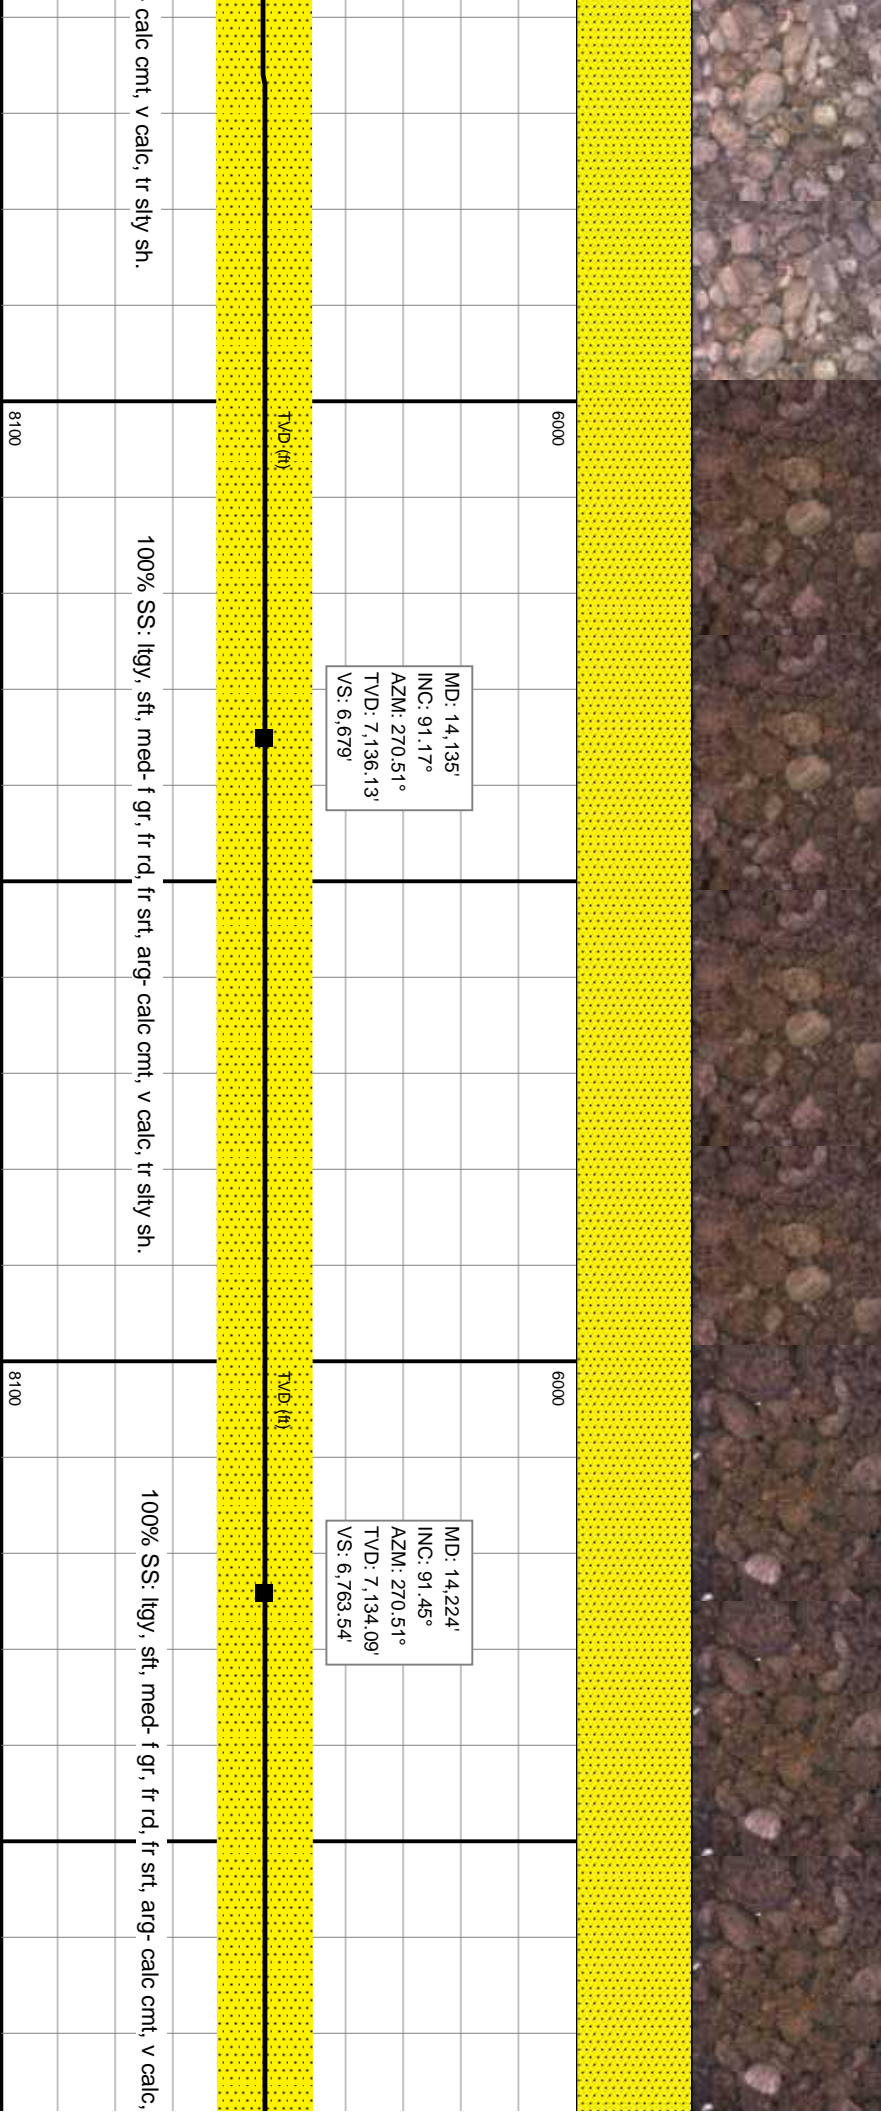 calc cmt, v calc, tr slty sh.
6000
TVD (ft)
8100
100% SS: ltgy, sft, med- f gr, fr rd, fr srt, arg- calc cmt, v calc, tr slty sh.
MD: 14,135'
INC: 91.17°
AZM: 270.51°
TVD: 7,136.13'
VS: 6,679'
6000
TVD (ft)
8100
MD: 14,224'
INC: 91.45°
AZM: 270.51°
TVD: 7,134.09'
VS: 6,763.54'
100% SS: ltgy, sft, med- f gr, fr rd, fr srt, arg- calc cmt, v calc,